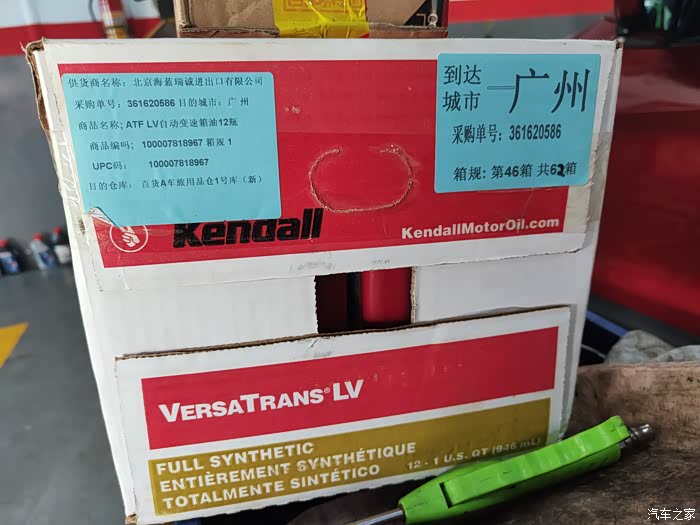 供货商名称: 北京海蓝瑞诚进出口有限公司
采购单号: 361620586 目的城市: 广州
商品名称: ATF LV自动变速箱油12瓶
商品编码: 100007818967 箱规 1
UPC码: 100007818967
目的仓库: 百货A车旅用品仓1号库 (新)
到达城市—广州
采购单号: 361620586
箱规: 第46箱 共62箱
Kendall
KendallMotorOil.com
VERSATRANS® LV
FULL SYNTHETIC
ENTIÈREMENT SYNTHÉTIQUE
TOTALMENTE SINTÉTICO
12 - 1 U.S. QT (946 mL)
汽车之家